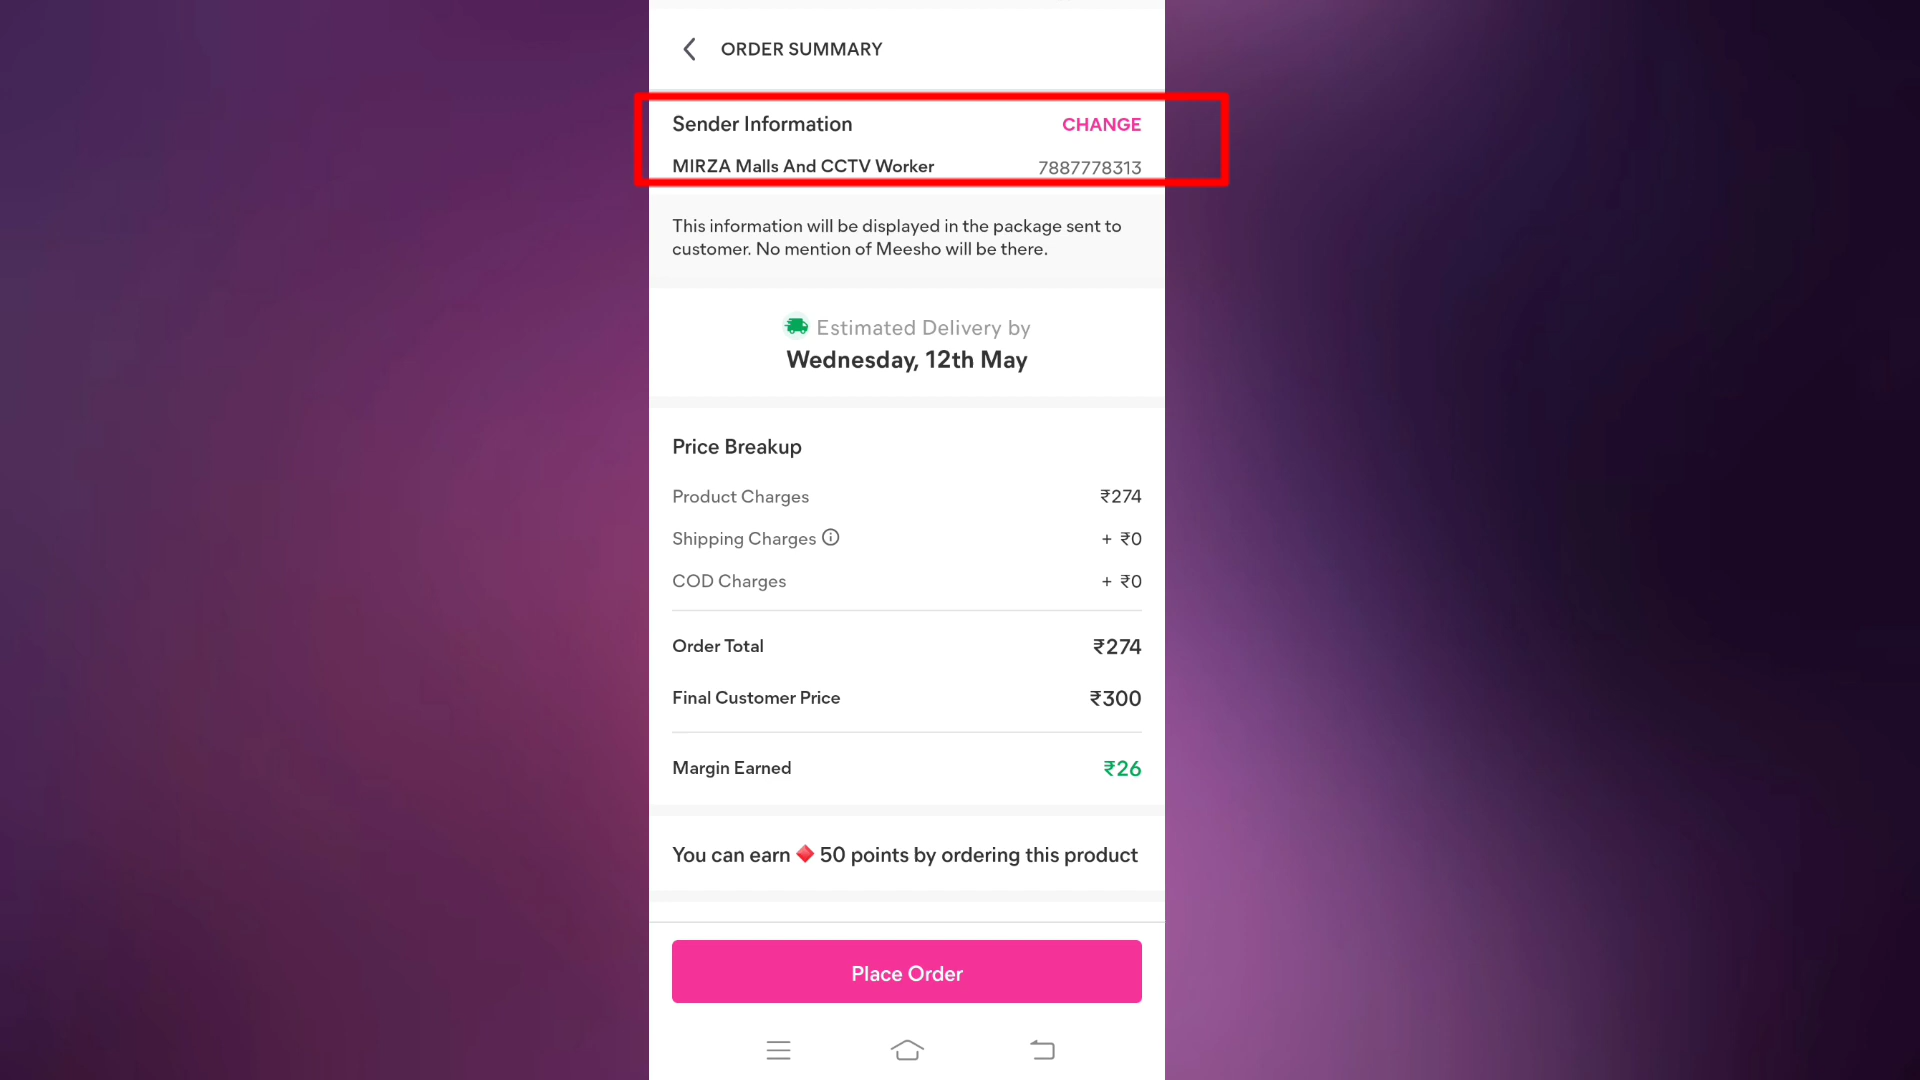 ORDER SUMMARY
Sender Information CHANGE
MIRZA Malls And CCTV Worker 7887778313
This information will be displayed in the package sent to
customer. No mention of Meesho will be there.
Estimated Delivery by
Wednesday, 12th May
Price Breakup
Product Charges ₹274
Shipping Charges + ₹0
COD Charges + ₹0
Order Total ₹274
Final Customer Price ₹300
Margin Earned ₹26
You can earn 50 points by ordering this product
Place Order